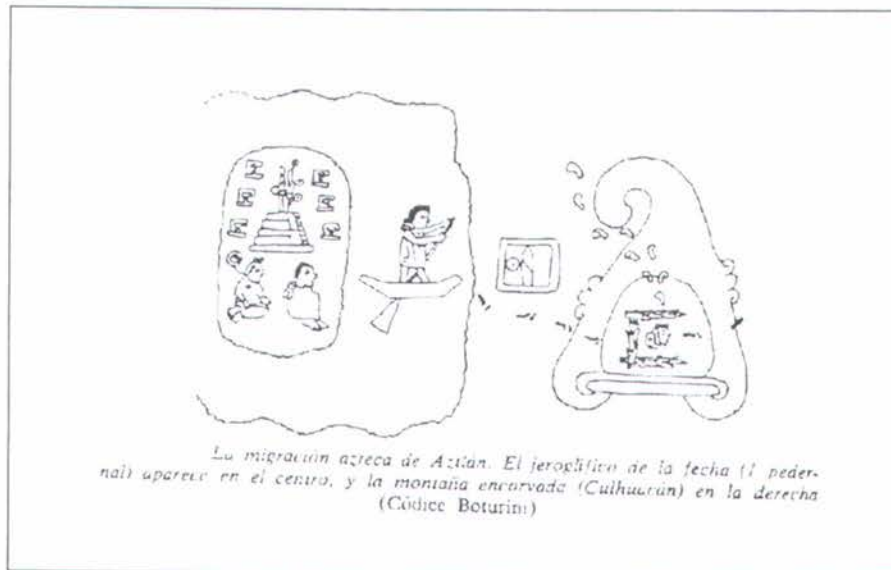 La migración azteca de Aztlán. El jeroglífico de la fecha (1 peder-
nal) aparece en el centro, y la montaña encorvada (Culhuacán) en la derecha
(Códice Boturini)